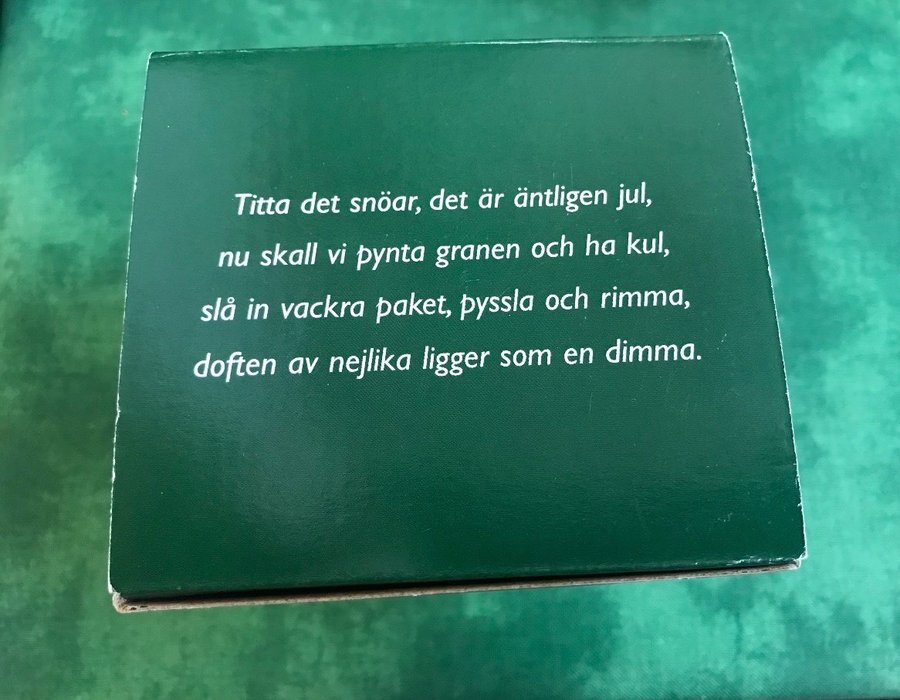 Titta det snöar, det är äntligen jul,
nu skall vi pynta granen och ha kul,
slå in vackra paket, pyssla och rimma,
doften av nejlika ligger som en dimma.